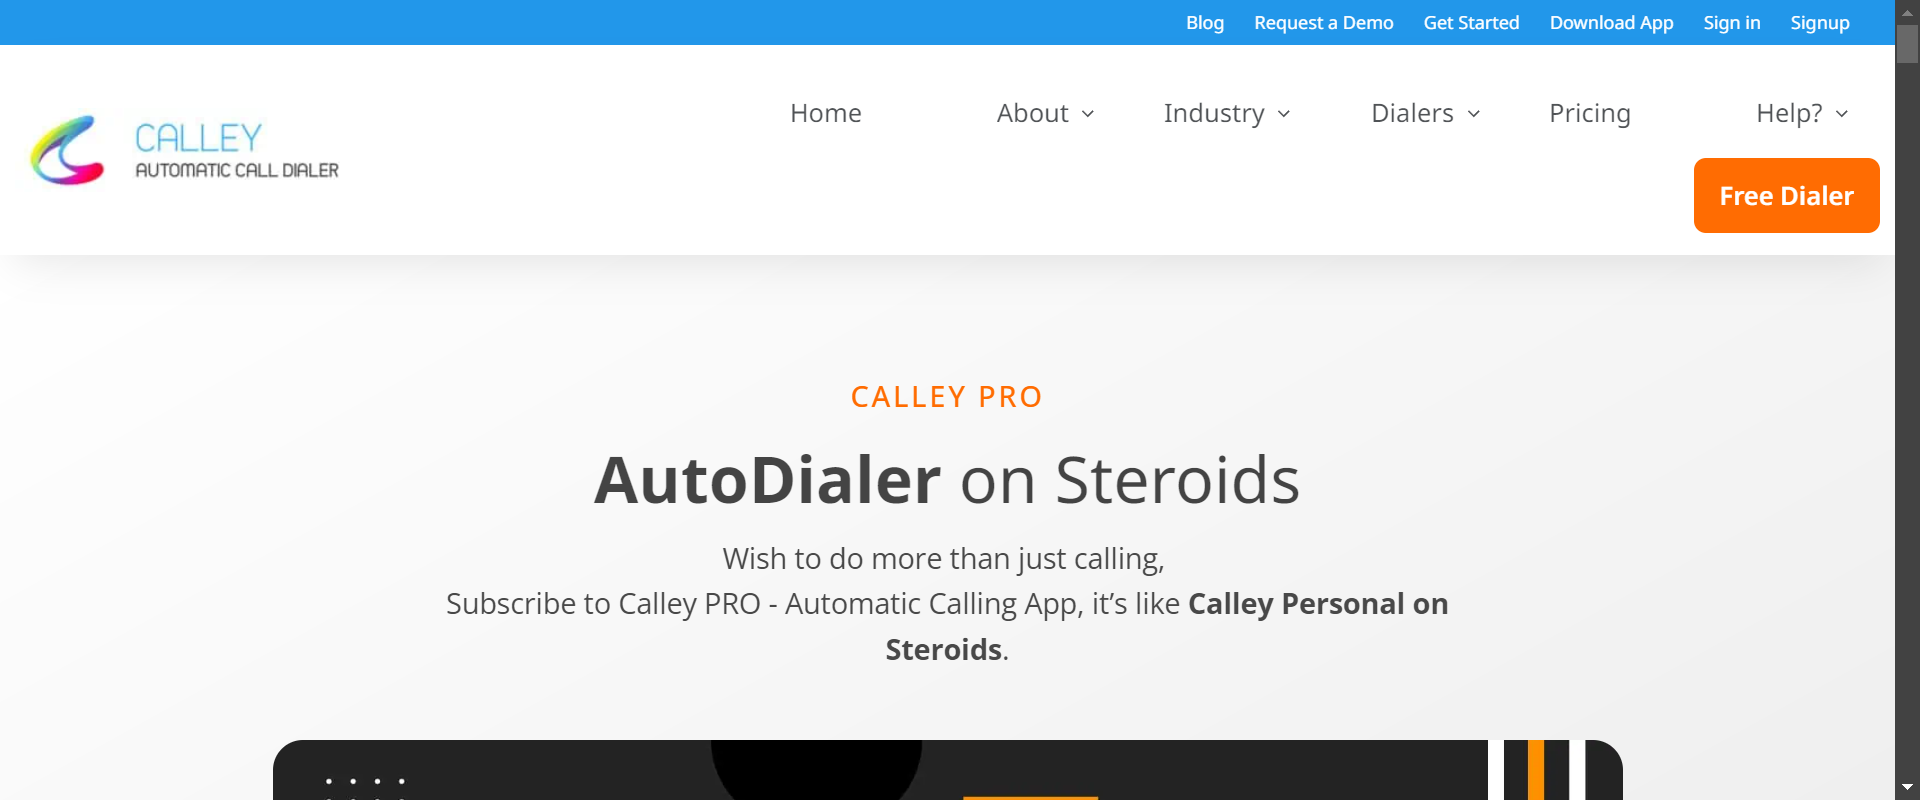 Blog Request a Demo Get Started Download App Sign in Signup
CALLEY
AUTOMATIC CALL DIALER
Home About Industry Dialers Pricing Help?
Free Dialer
CALLEY PRO
AutoDialer on Steroids
Wish to do more than just calling,
Subscribe to Calley PRO - Automatic Calling App, it’s like Calley Personal on
Steroids.